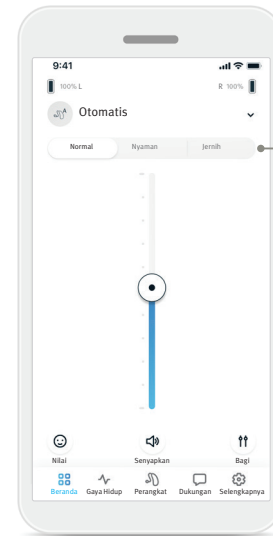 9:41
100% L
R 100%
A
Otomatis
Normal Nyaman Jernih
Nilai Senyapkan Bagi
Beranda Gaya Hidup Perangkat Dukungan Selengkapnya